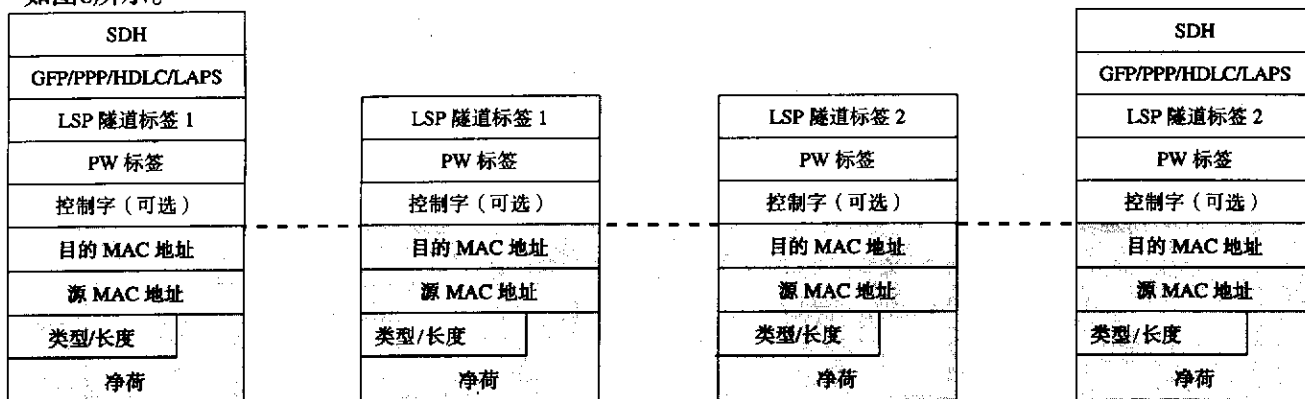 SDH
GFP/PPP/HDLC/LAPS
LSP 隧道标签 1
PW 标签
控制字（可选）
目的 MAC 地址
源 MAC 地址
类型/长度
净荷
LSP 隧道标签 1
PW 标签
控制字（可选）
目的 MAC 地址
源 MAC 地址
类型/长度
净荷
LSP 隧道标签 2
PW 标签
控制字（可选）
目的 MAC 地址
源 MAC 地址
类型/长度
净荷
SDH
GFP/PPP/HDLC/LAPS
LSP 隧道标签 2
PW 标签
控制字（可选）
目的 MAC 地址
源 MAC 地址
类型/长度
净荷